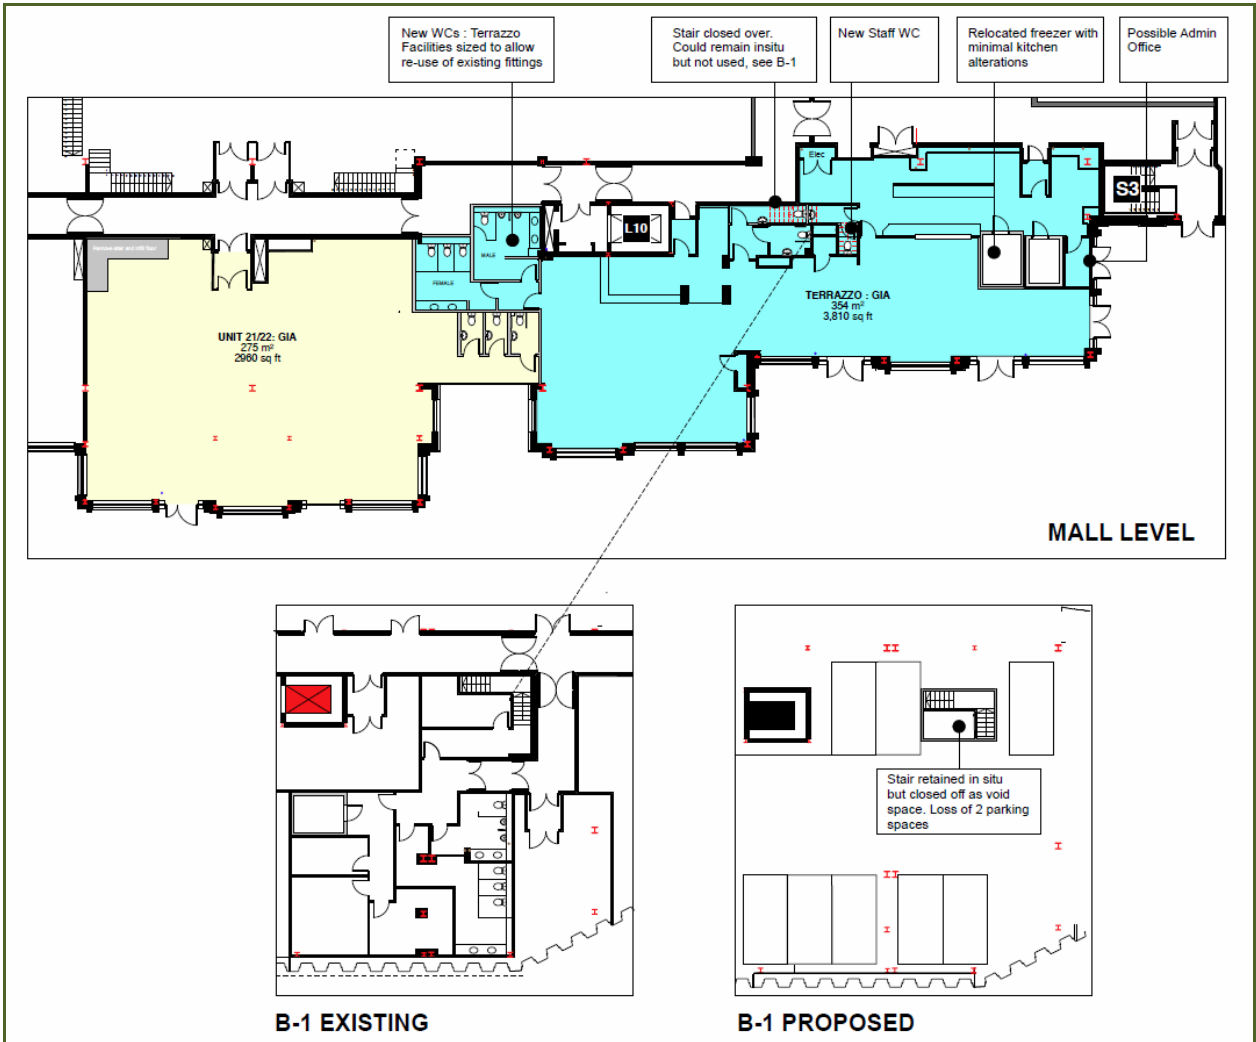 New WCs : Terrazzo
Facilities sized to allow
re-use of existing fittings
Stair closed over.
Could remain insitu
but not used, see B-1
New Staff WC
Relocated freezer with
minimal kitchen
alterations
Possible Admin
Office
Elec
S3
L10
MALE
FEMALE
UNIT 21/22: GIA
275 m²
2960 sq ft
TERRAZZO : GIA
354 m²
3,810 sq ft
MALL LEVEL
Stair retained in situ
but closed off as void
space. Loss of 2 parking
spaces
B-1 EXISTING
B-1 PROPOSED